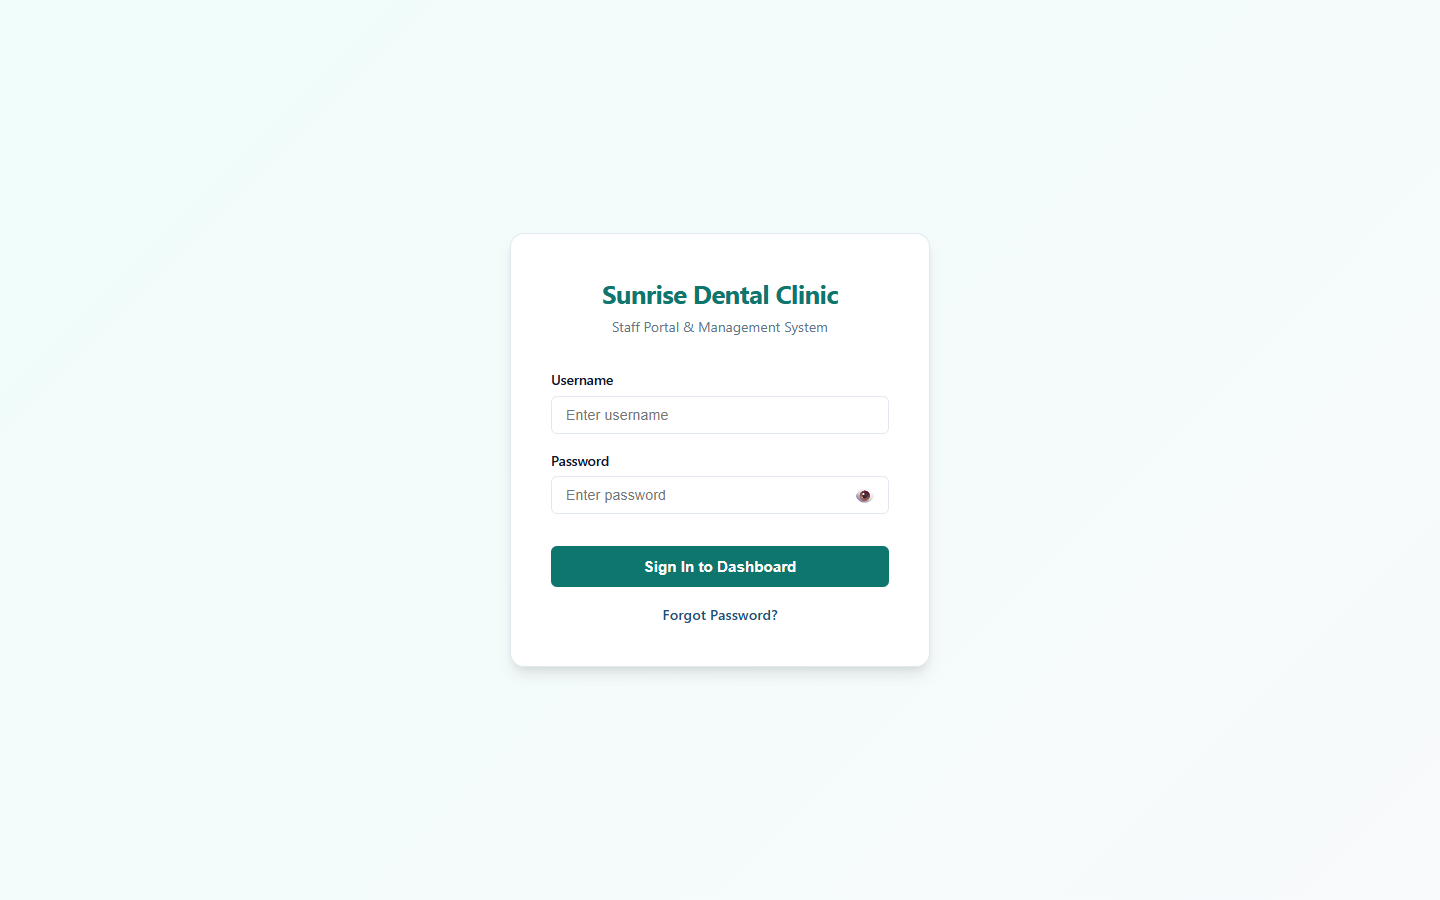 Sunrise Dental Clinic
Staff Portal & Management System
Username
Enter username
Password
Enter password
Sign In to Dashboard
Forgot Password?